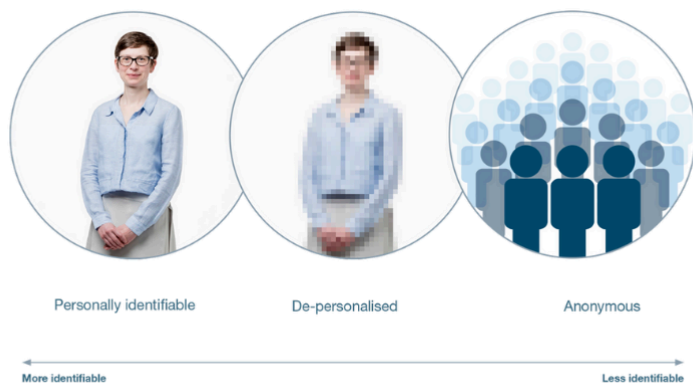 Personally identifiable
De-personalised
Anonymous
More identifiable
Less identifiable